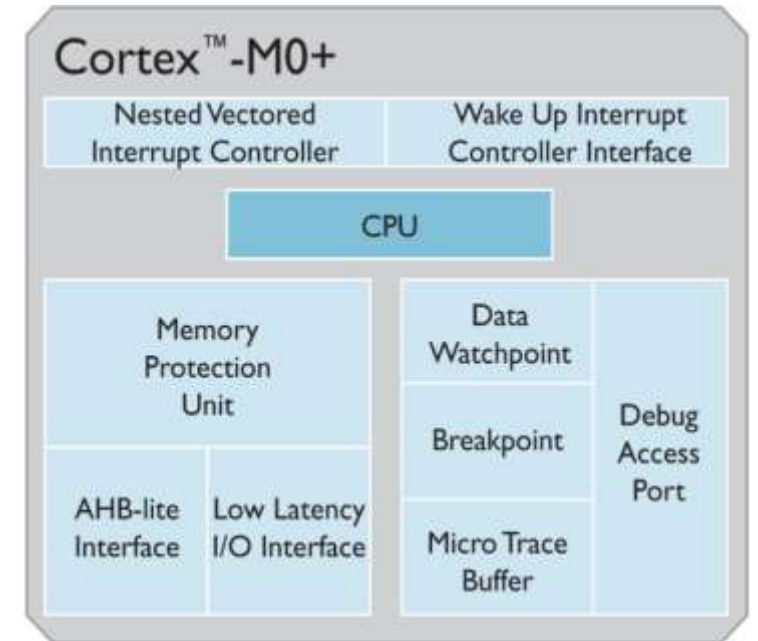 Cortex™-M0+
Nested Vectored
Interrupt Controller
Wake Up Interrupt
Controller Interface
CPU
Memory
Protection
Unit
AHB-lite
Interface
Low Latency
I/O Interface
Data
Watchpoint
Breakpoint
Micro Trace
Buffer
Debug
Access
Port